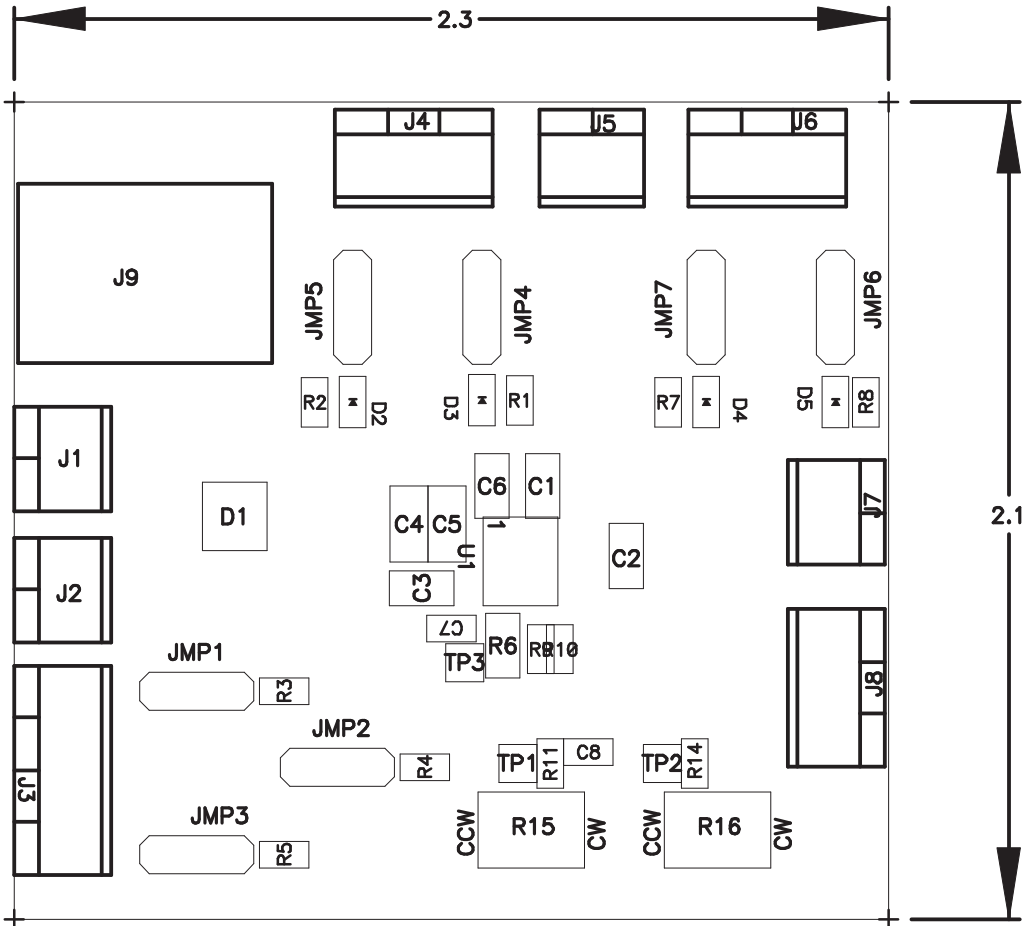 2.3
J4
J5
J6
J9
JMP5
JMP4
JMP7
JMP6
R2
D2
D3
R1
R7
D4
D5
R8
J1
C6
C1
J7
D1
C4
C5
1
U1
2.1
C2
C3
J2
C7
R6
R9
R10
TP3
JMP1
R3
J8
JMP2
R4
TP1
R11
C8
TP2
R14
J3
JMP3
R5
CCW
R15
CW
CCW
R16
CW